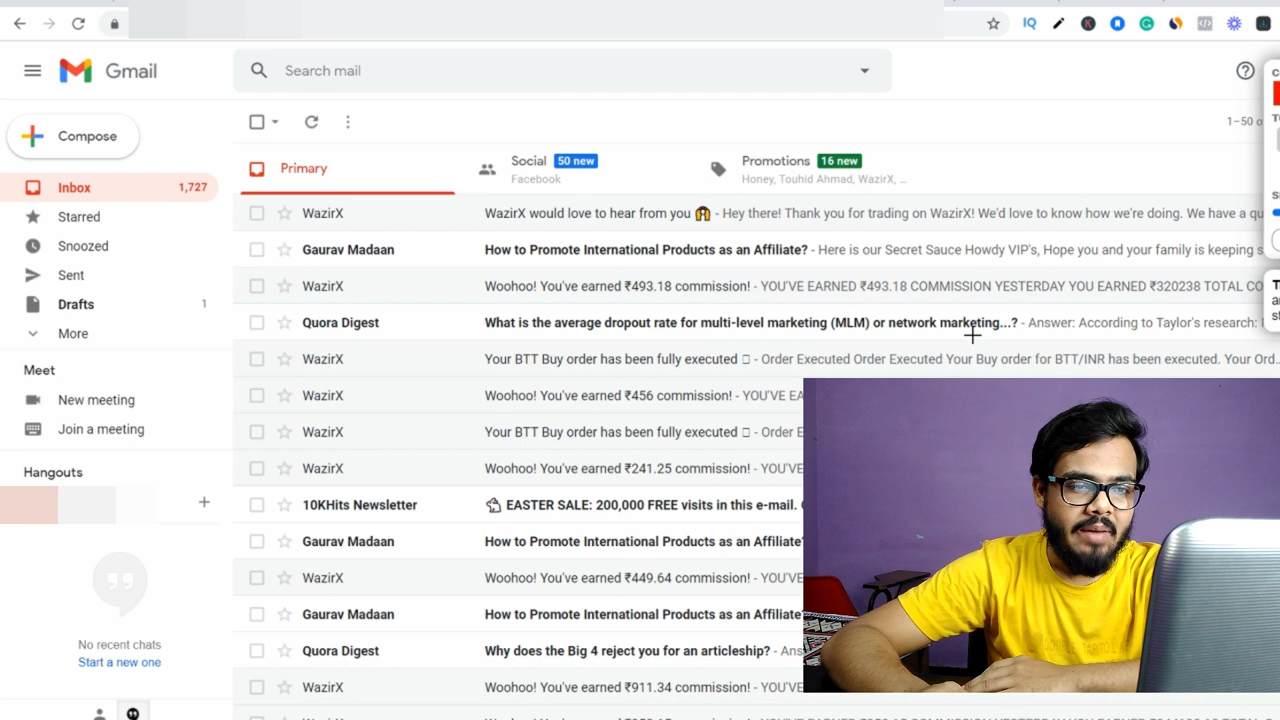 IQ
K
Gmail
Search mail
Compose
1–50 o
Primary
Social 50 new
Facebook
Promotions 16 new
Honey, Touhid Ahmad, WazirX, ...
Inbox 1,727
Starred
Snoozed
Sent
Drafts 1
More
Meet
New meeting
Join a meeting
Hangouts
No recent chats
Start a new one
WazirX WazirX would love to hear from you - Hey there! Thank you for trading on WazirX! We'd love to know how we're doing. We have a qu
Gaurav Madaan How to Promote International Products as an Affiliate? - Here is our Secret Sauce Howdy VIP's, Hope you and your family is keeping s
WazirX Woohoo! You've earned ₹493.18 commission! - YOU'VE EARNED ₹493.18 COMMISSION YESTERDAY YOU EARNED ₹320238 TOTAL CO
Quora Digest What is the average dropout rate for multi-level marketing (MLM) or network marketing...? - Answer: According to Taylor's research:
WazirX Your BTT Buy order has been fully executed - Order Executed Order Executed Your Buy order for BTT/INR has been executed. Your Ord...
WazirX Woohoo! You've earned ₹456 commission! - YOU'VE EA
WazirX Your BTT Buy order has been fully executed - Order E
WazirX Woohoo! You've earned ₹241.25 commission! - YOU'VE
10KHits Newsletter EASTER SALE: 200,000 FREE visits in this e-mail.
Gaurav Madaan How to Promote International Products as an Affiliate?
WazirX Woohoo! You've earned ₹449.64 commission! - YOU'VE
Gaurav Madaan How to Promote International Products as an Affiliate
Quora Digest Why does the Big 4 reject you for an articleship? - Ans
WazirX Woohoo! You've earned ₹911.34 commission! - YOU'VE